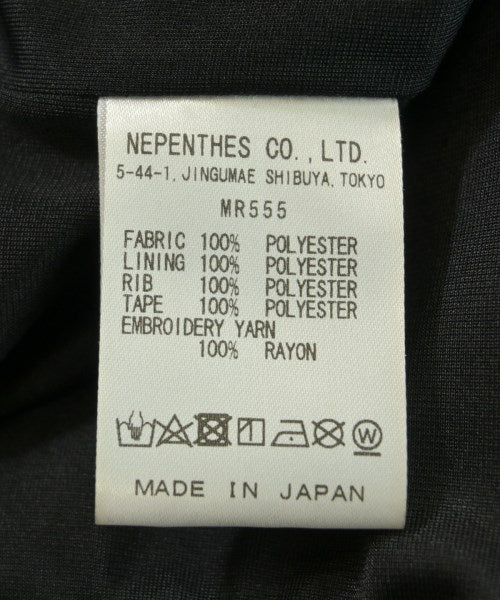 NEPENTHES CO., LTD.
5-44-1, JINGUMAE SHIBUYA, TOKYO
MR555
FABRIC 100% POLYESTER
LINING 100% POLYESTER
RIB 100% POLYESTER
TAPE 100% POLYESTER
EMBROIDERY YARN
100% RAYON
W
MADE IN JAPAN